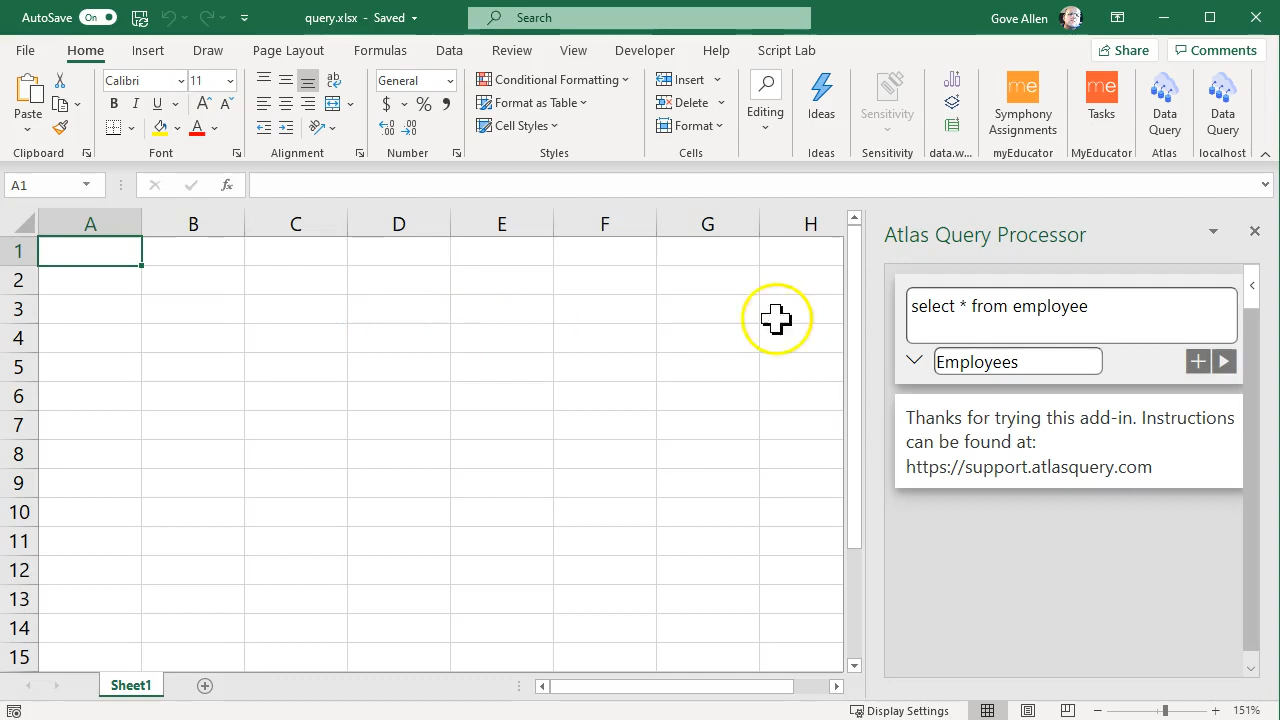 AutoSave On query.xlsx - Saved Search Gove Allen
File Home Insert Draw Page Layout Formulas Data Review View Developer Help Script Lab Share Comments
Paste
Clipboard
Calibri 11
B I U A A
A
Font
ab
Alignment
General
$ % 9
Number
Conditional Formatting
Format as Table
Cell Styles
Styles
Insert
Delete
Format
Cells
Editing
Ideas
Ideas
Sensitivity
Sensitivity
data.w...
me
Symphony
Assignments
myEducator
me
Tasks
MyEducator
Data
Query
Atlas
Data
Query
localhost
A1 fx
A B C D E F G H
1
2
3
4
5
6
7
8
9
10
11
12
13
14
15
Atlas Query Processor
select * from employee
Employees
Thanks for trying this add-in. Instructions
can be found at:
https://support.atlasquery.com
Sheet1
Display Settings 151%